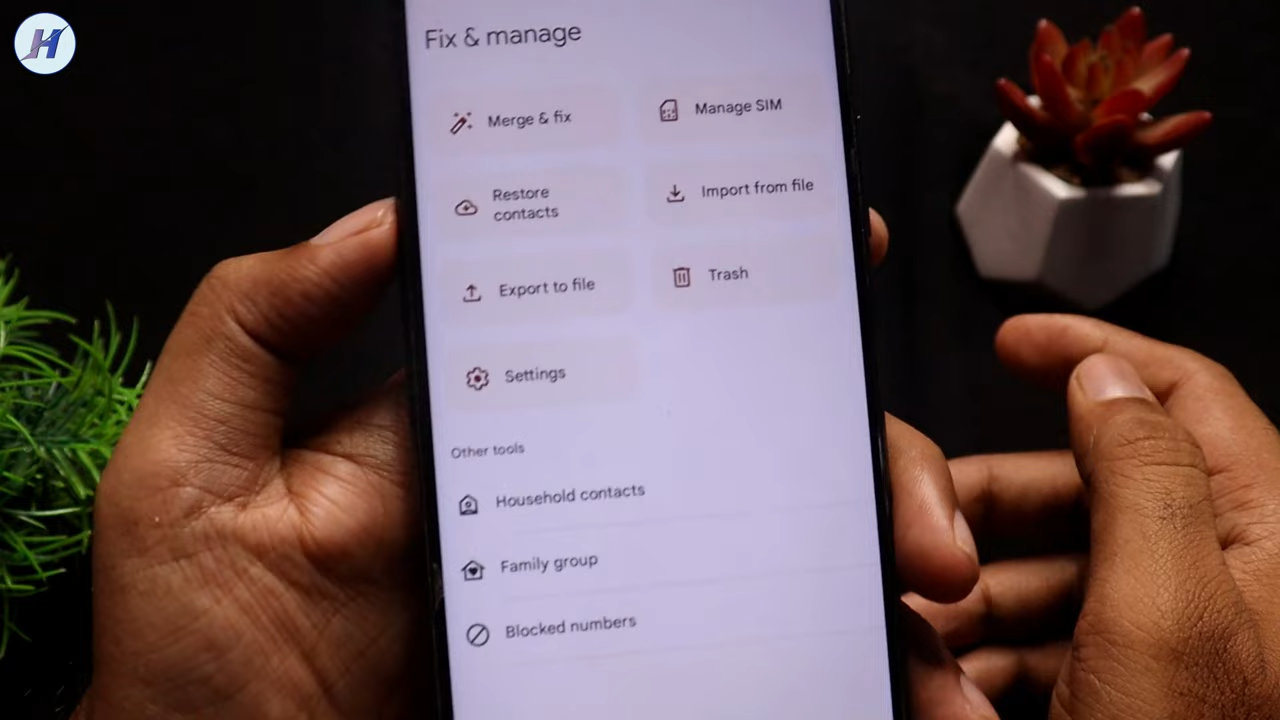 H
Fix & manage
Merge & fix
Manage SIM
Restore
contacts
Import from file
Export to file
Trash
Settings
Other tools
Household contacts
Family group
Blocked numbers